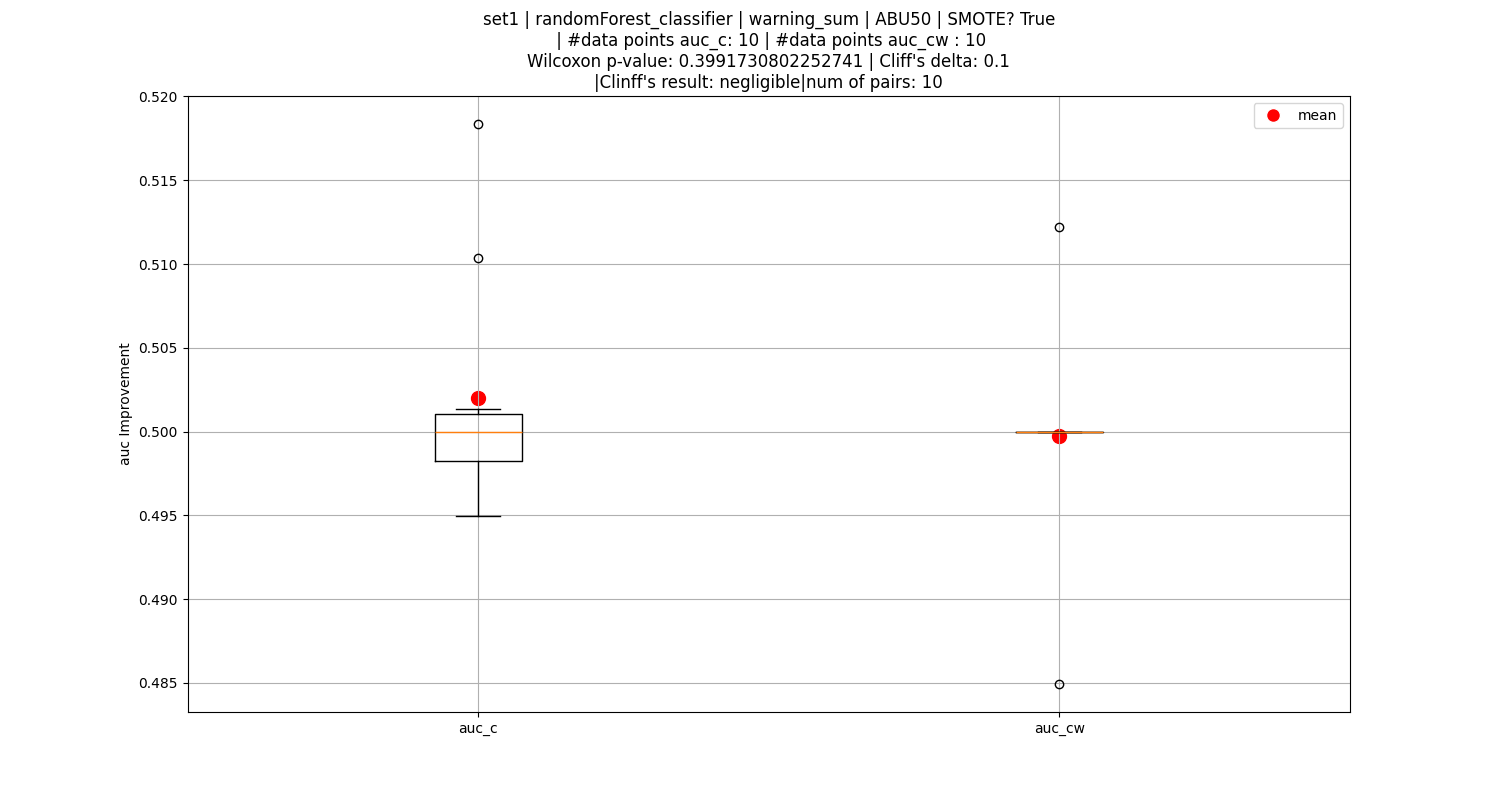 set1 | randomForest_classifier | warning_sum | ABU50 | SMOTE? True
| #data points auc_c: 10 | #data points auc_cw : 10
Wilcoxon p-value: 0.3991730802252741 | Cliff's delta: 0.1
|Clinff's result: negligible|num of pairs: 10
mean
0.520
0.515
0.510
0.505
0.500
0.495
0.490
0.485
auc Improvement
auc_c
auc_cw